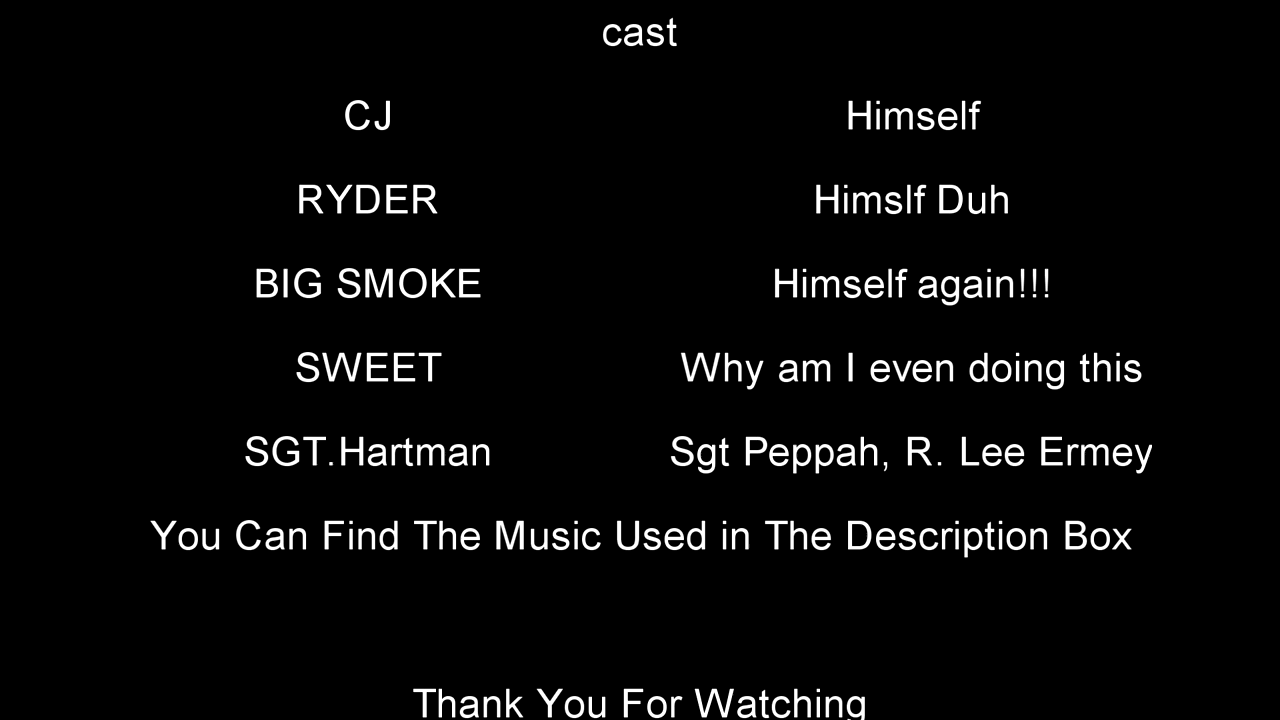 cast
CJ Himself
RYDER Himslf Duh
BIG SMOKE Himself again!!!
SWEET Why am I even doing this
SGT.Hartman Sgt Peppah, R. Lee Ermey
You Can Find The Music Used in The Description Box
Thank You For Watching